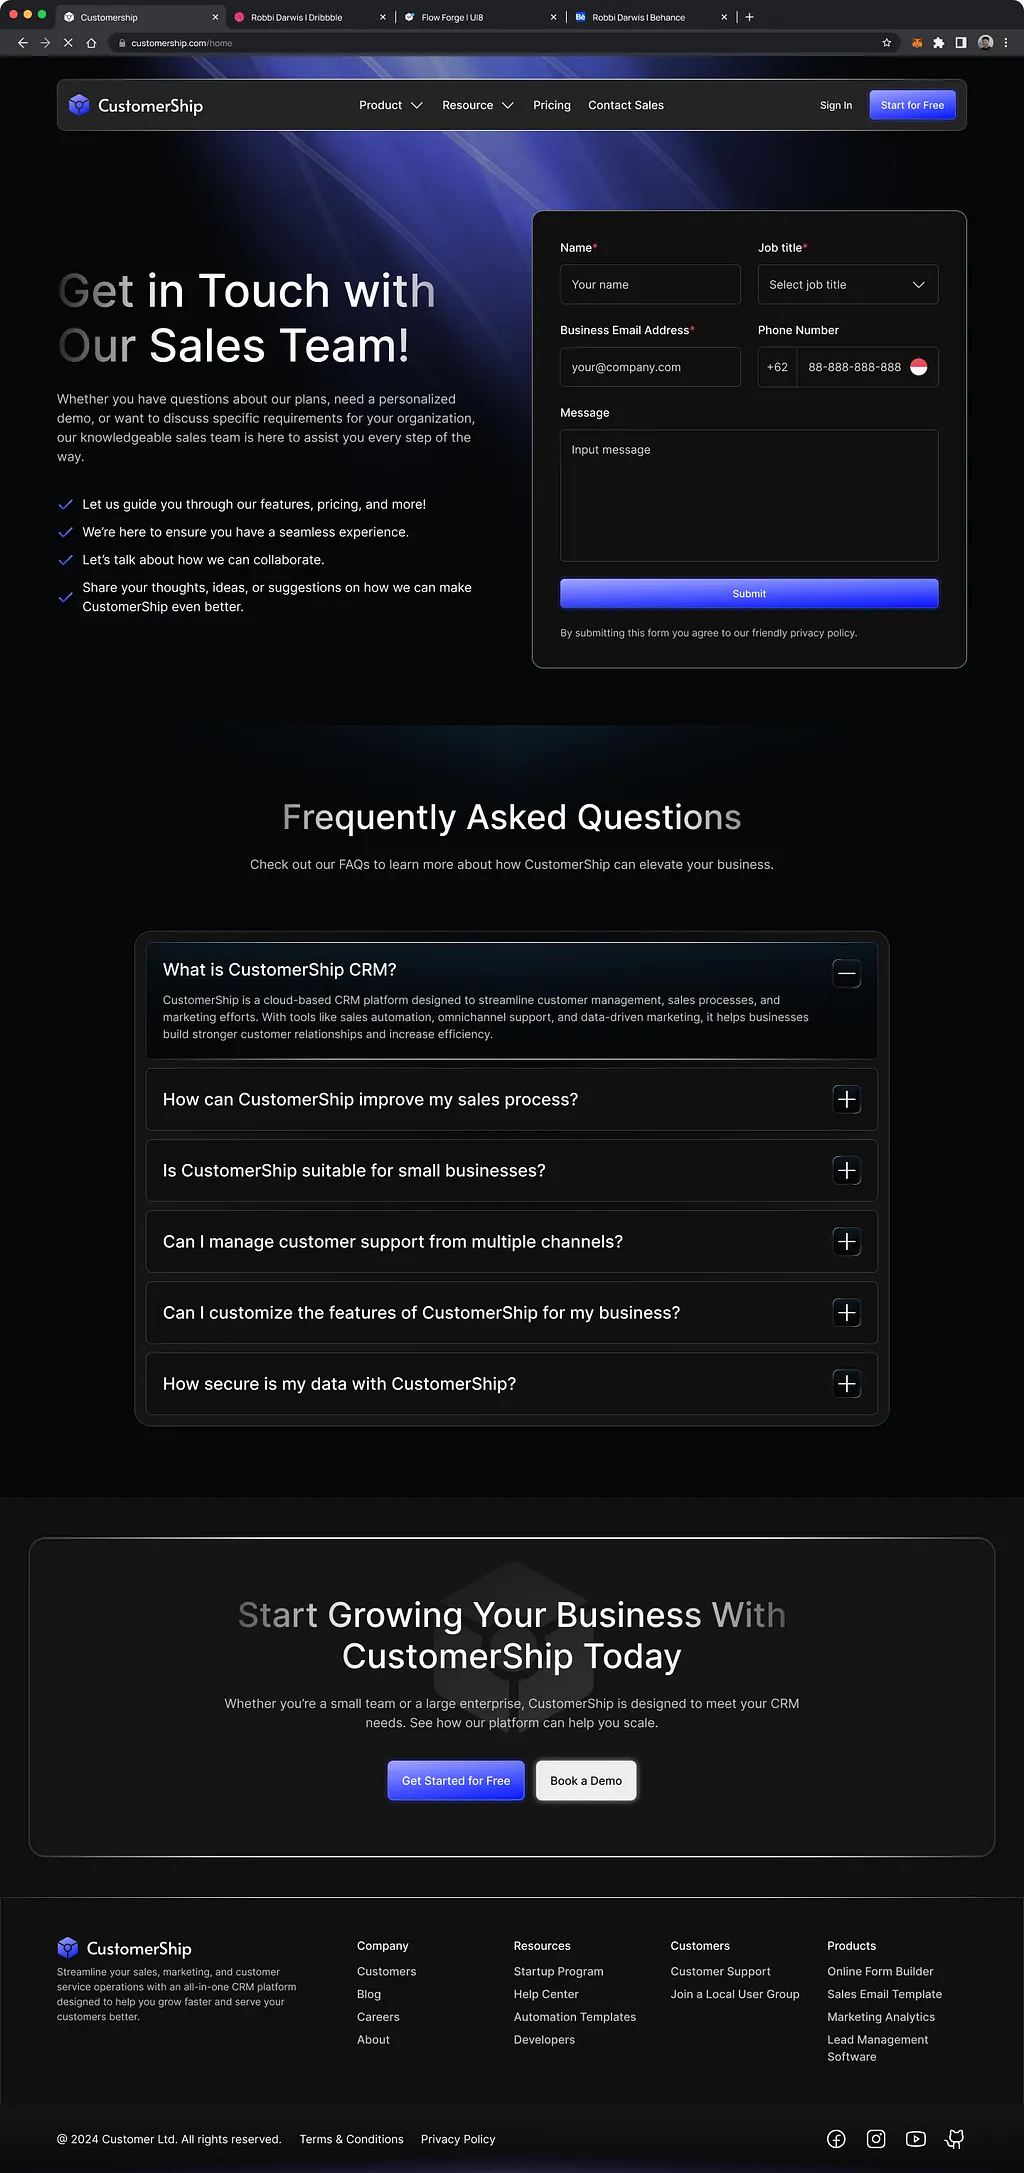 Customership
Robbi Darwis I Dribbble
Flow Forge I UI8
Robbi Darwis I Behance
customership.com/home
CustomerShip
Product
Resource
Pricing
Contact Sales
Sign In
Start for Free
Get in Touch with
Our Sales Team!
Whether you have questions about our plans, need a personalized
demo, or want to discuss specific requirements for your organization,
our knowledgeable sales team is here to assist you every step of the
way.
Let us guide you through our features, pricing, and more!
We’re here to ensure you have a seamless experience.
Let’s talk about how we can collaborate.
Share your thoughts, ideas, or suggestions on how we can make
CustomerShip even better.
Name*
Job title*
Your name
Select job title
Business Email Address*
Phone Number
your@company.com
+62
88-888-888-888
Message
Input message
Submit
By submitting this form you agree to our friendly privacy policy.
Frequently Asked Questions
Check out our FAQs to learn more about how CustomerShip can elevate your business.
What is CustomerShip CRM?
CustomerShip is a cloud-based CRM platform designed to streamline customer management, sales processes, and
marketing efforts. With tools like sales automation, omnichannel support, and data-driven marketing, it helps businesses
build stronger customer relationships and increase efficiency.
How can CustomerShip improve my sales process?
Is CustomerShip suitable for small businesses?
Can I manage customer support from multiple channels?
Can I customize the features of CustomerShip for my business?
How secure is my data with CustomerShip?
Start Growing Your Business With
CustomerShip Today
Whether you’re a small team or a large enterprise, CustomerShip is designed to meet your CRM
needs. See how our platform can help you scale.
Get Started for Free
Book a Demo
CustomerShip
Streamline your sales, marketing, and customer
service operations with an all-in-one CRM platform
designed to help you grow faster and serve your
customers better.
Company
Customers
Blog
Careers
About
Resources
Startup Program
Help Center
Automation Templates
Developers
Customers
Customer Support
Join a Local User Group
Products
Online Form Builder
Sales Email Template
Marketing Analytics
Lead Management
Software
@ 2024 Customer Ltd. All rights reserved.
Terms & Conditions
Privacy Policy